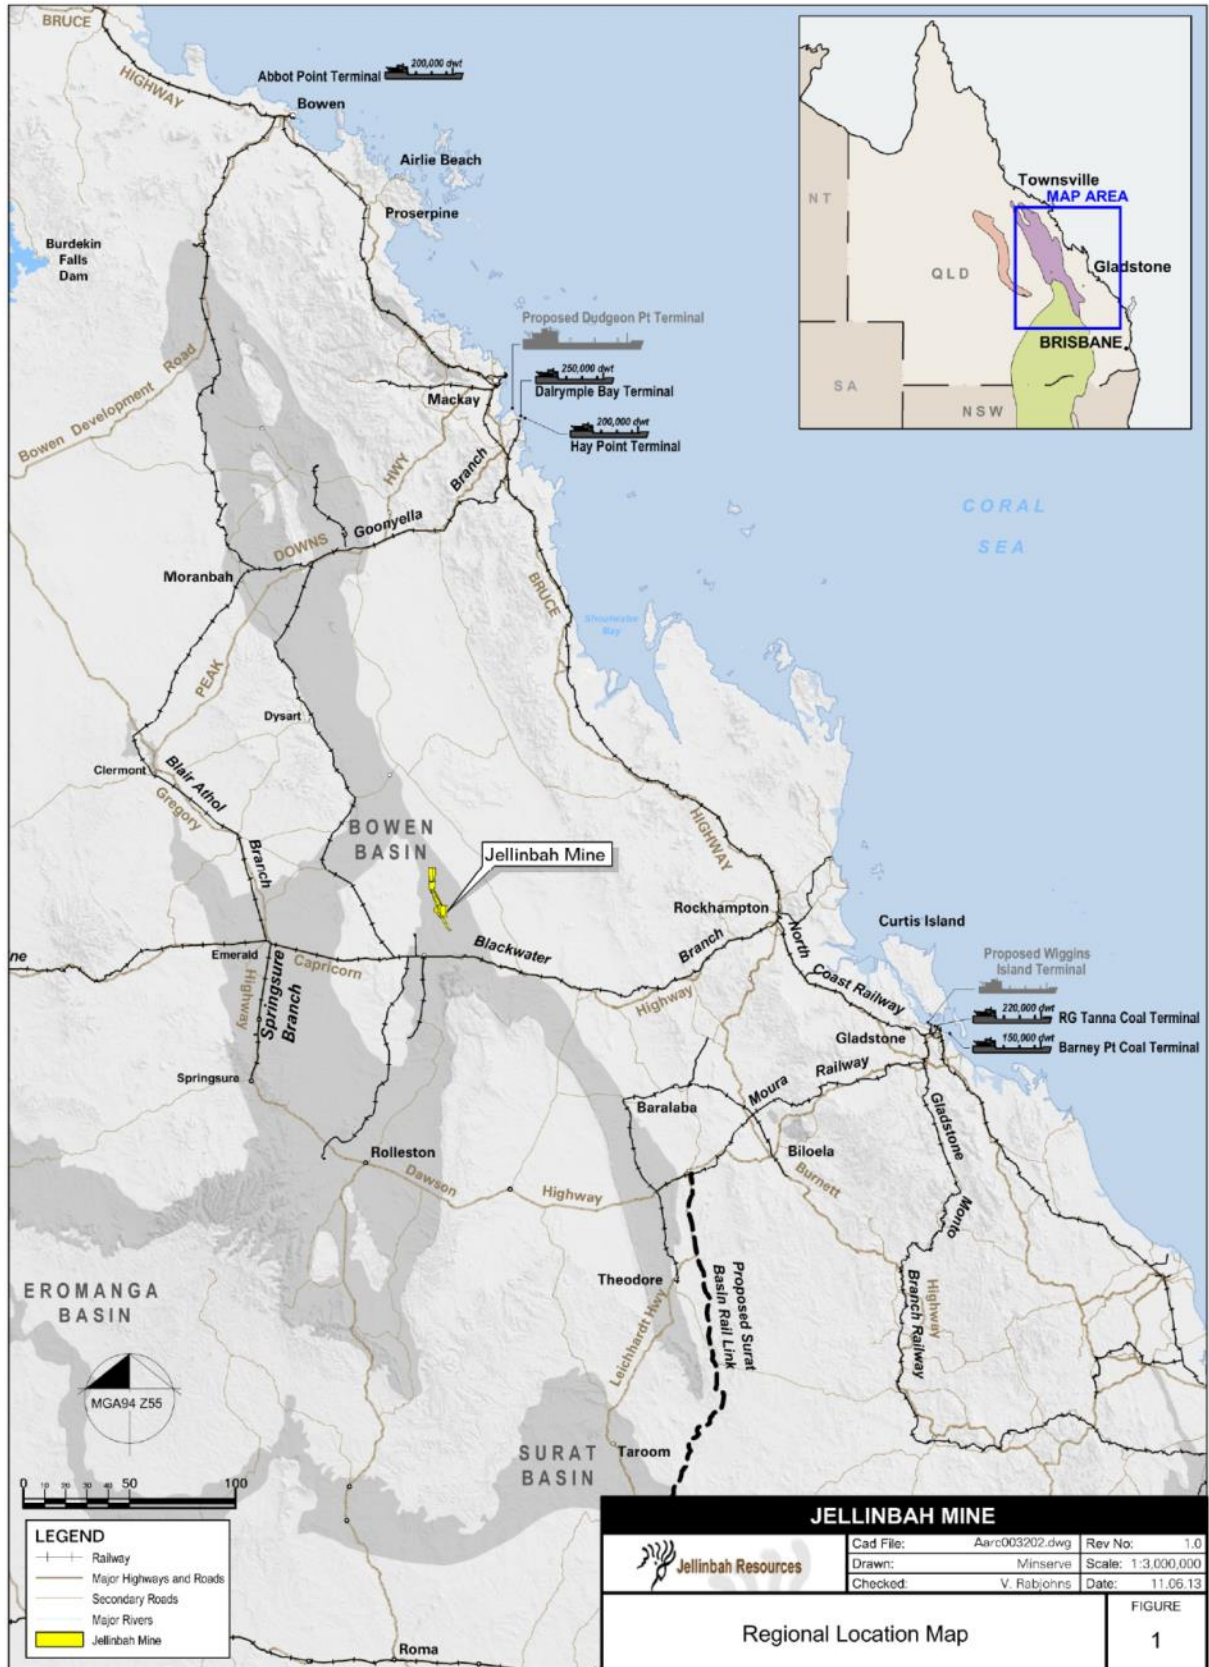 BRUCE
HIGHWAY
Abbot Point Terminal
200,000 dwt
Bowen
Airlie Beach
Proserpine
Burdekin
Falls
Dam
Bowen Development Road
Proposed Dudgeon Pt Terminal
250,000 dwt
Dalrymple Bay Terminal
Mackay
200,000 dwt
Hay Point Terminal
HWY
Branch
Goonyella
DOWNS
Moranbah
PEAK
BRUCE
Shoalwater
Bay
CORAL
SEA
Dysart
Clermont
Blair Athol
Gregory
Branch
BOWEN
BASIN
Jellinbah Mine
HIGHWAY
Rockhampton
Curtis Island
Blackwater
Branch
North
Coast Railway
Proposed Wiggins
Island Terminal
ne
Emerald
Capricorn
Highway
Highway
Springsure
Branch
220,000 dwt
RG Tanna Coal Terminal
Gladstone
150,000 dwt
Barney Pt Coal Terminal
Springsure
Moura
Railway
Baralaba
Gladstone
Rolleston
Biloela
Dawson
Highway
Burnett
Monto
Theodore
Leichhardt Hwy
Proposed Surat
Basin Rail Link
Branch Railway
Highway
EROMANGA
BASIN
MGA94 Z55
SURAT
BASIN
Taroom
0 10 20 30 40 50 100
LEGEND
Railway
Major Highways and Roads
Secondary Roads
Major Rivers
Jellinbah Mine
Roma
Townsville
MAP AREA
NT
QLD
Gladstone
BRISBANE
SA
NSW
JELLINBAH MINE
Jellinbah Resources
Cad File: Aarc003202.dwg
Rev No: 1.0
Drawn: Minserve
Scale: 1:3,000,000
Checked: V. Rabjohns
Date: 11.06.13
Regional Location Map
FIGURE
1